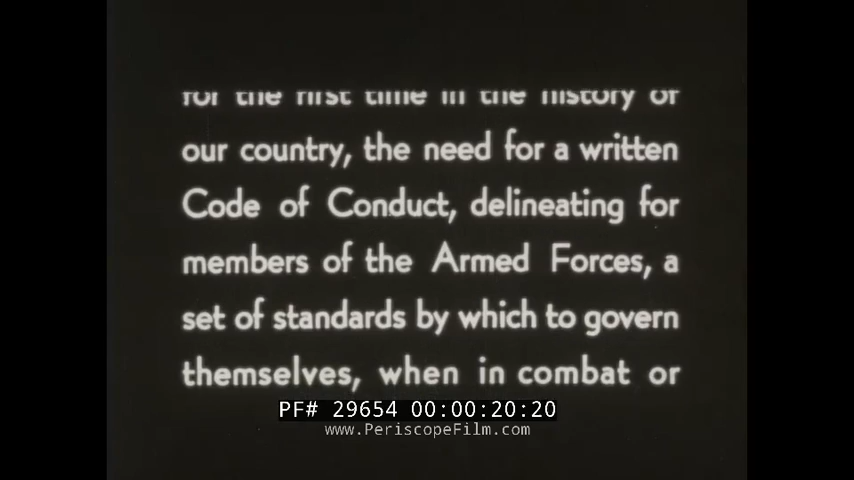 for the first time in the history of
our country, the need for a written
Code of Conduct, delineating for
members of the Armed Forces, a
set of standards by which to govern
themselves, when in combat or
PF# 29654 00:00:20:20
www.PeriscopeFilm.com